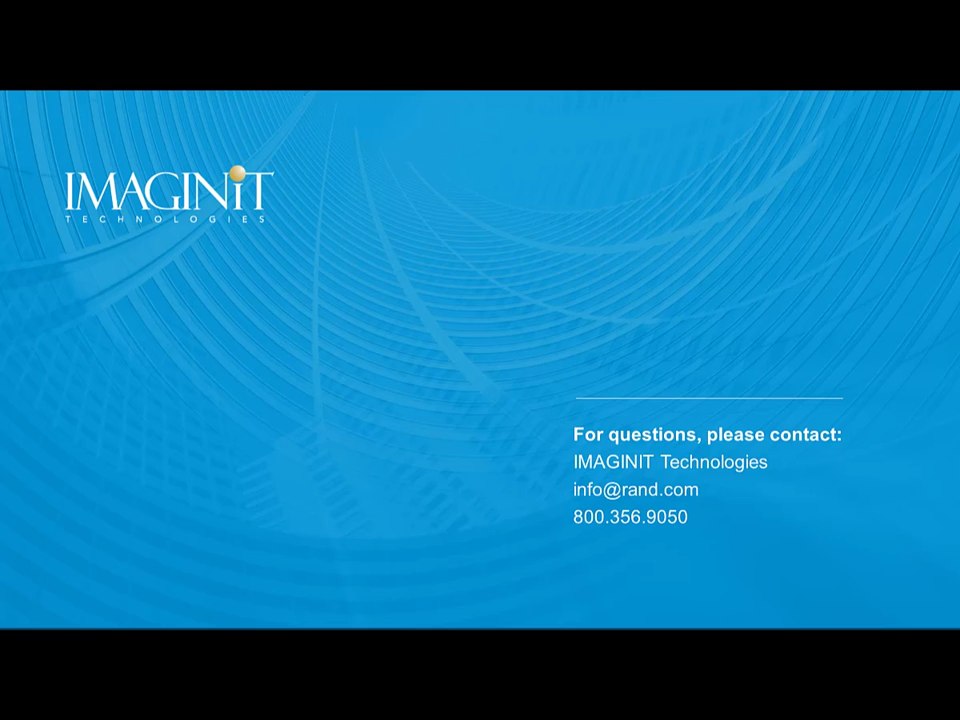 IMAGINiT
TECHNOLOGIES
For questions, please contact:
IMAGINIT Technologies
info@rand.com
800.356.9050